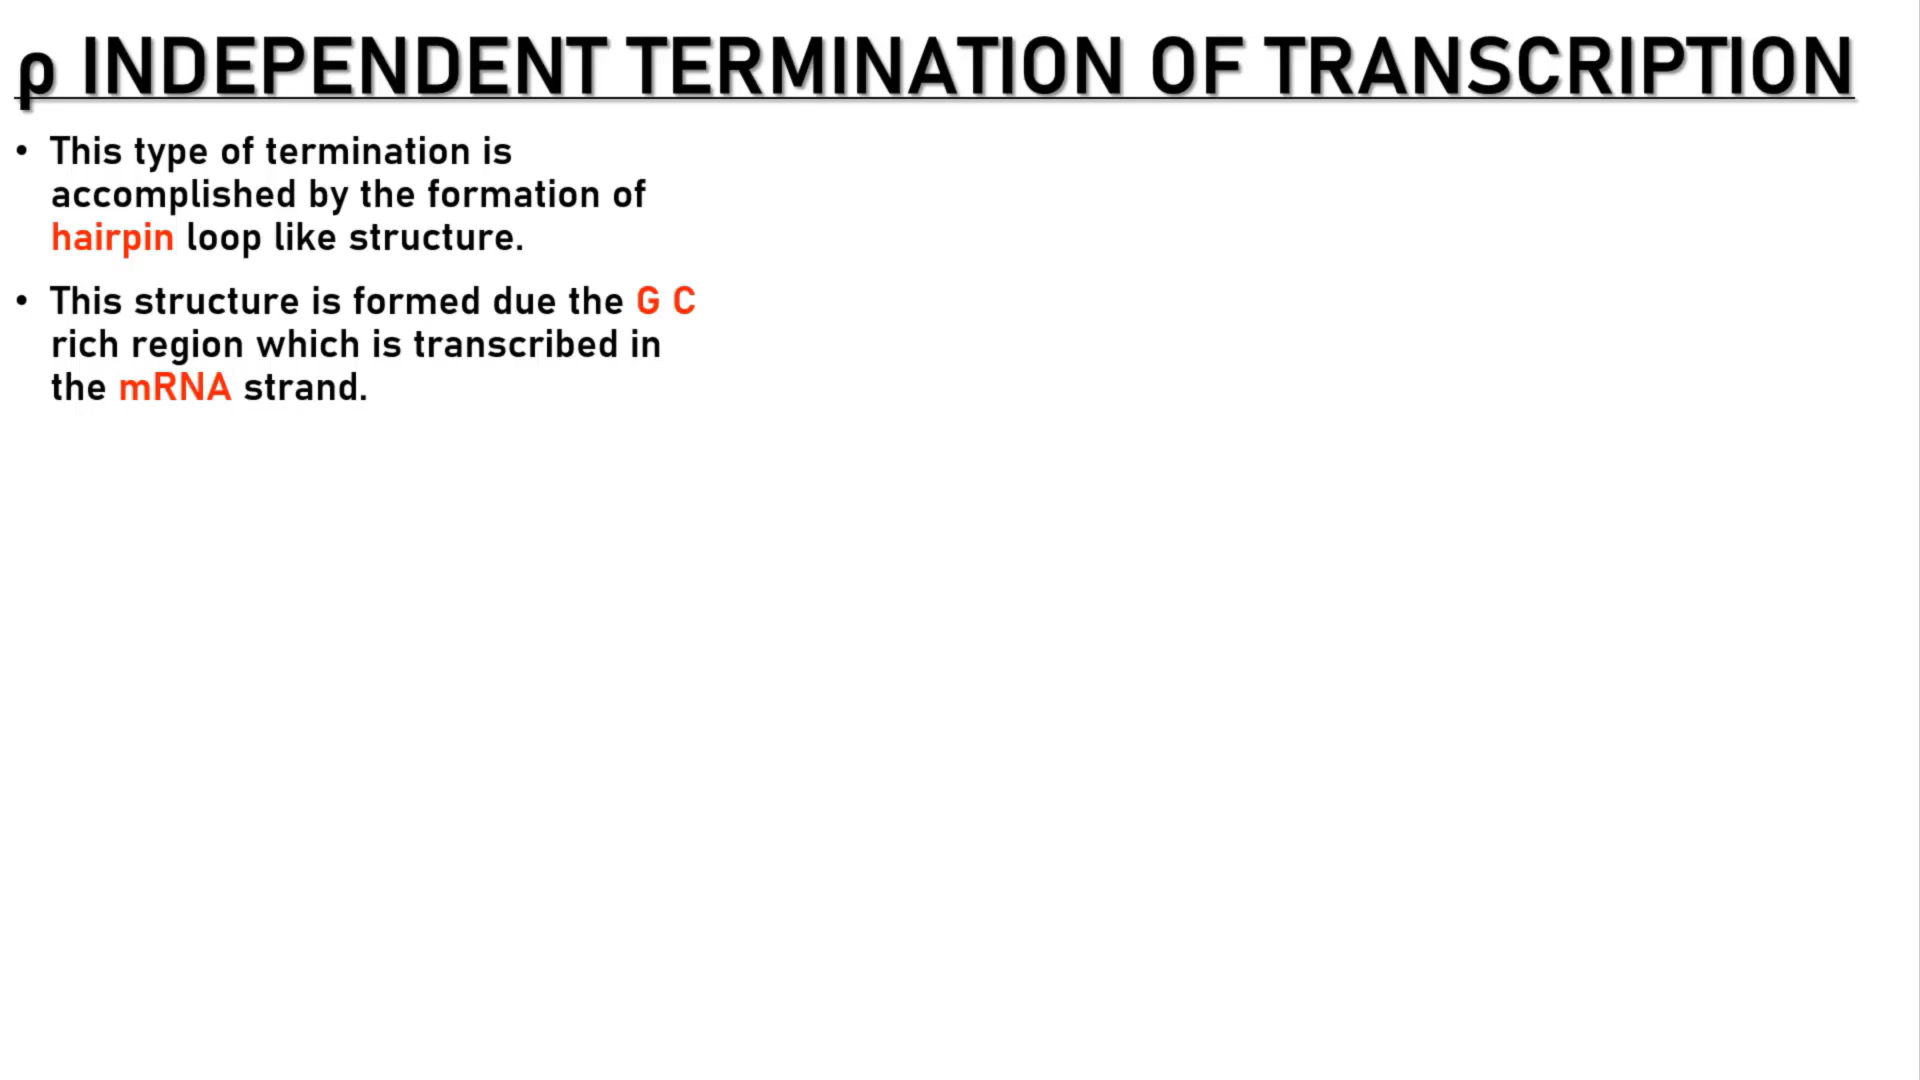 ρ INDEPENDENT TERMINATION OF TRANSCRIPTION
• This type of termination is
accomplished by the formation of
hairpin loop like structure.
• This structure is formed due the G C
rich region which is transcribed in
the mRNA strand.